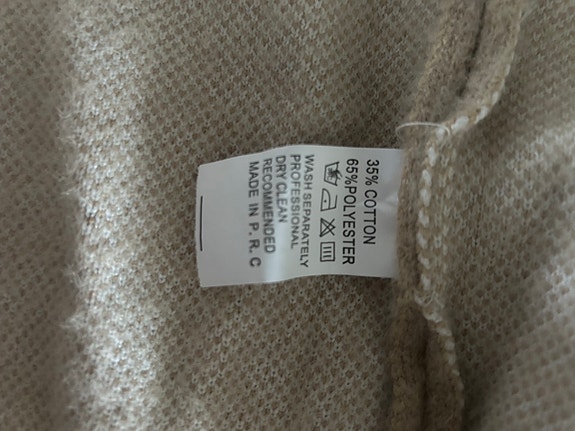 35% COTTON
65%POLYESTER
WASH SEPARATELY
PROFESSIONAL
DRY CLEAN
RECOMMENDED
MADE IN P. R. C